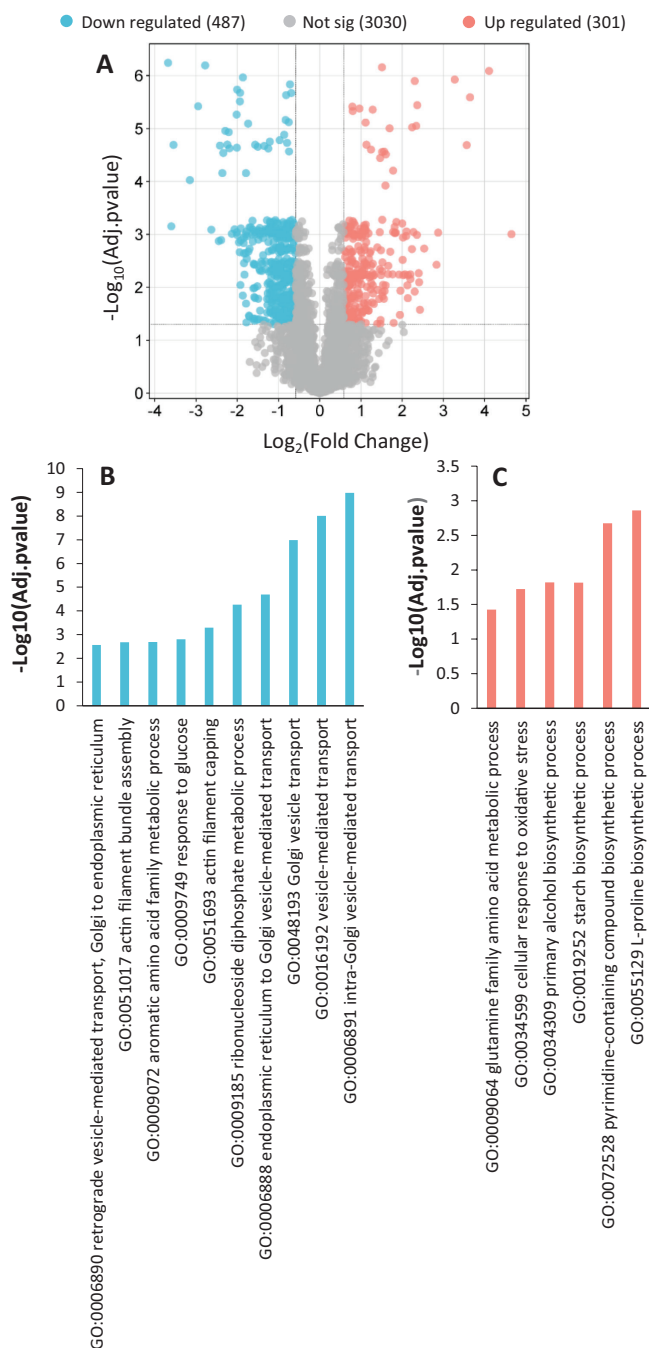 Down regulated (487) Not sig (3030) Up regulated (301)
A
6
5
4
3
2
1
0
-Log10(Adj.pvalue)
-4 -3 -2 -1 0 1 2 3 4 5
Log2(Fold Change)
B
10
9
8
7
6
5
4
3
2
1
0
-Log10(Adj.pvalue)
GO:0006890 retrograde vesicle-mediated transport, Golgi to endoplasmic reticulum
GO:0051017 actin filament bundle assembly
GO:0009072 aromatic amino acid family metabolic process
GO:0009749 response to glucose
GO:0051693 actin filament capping
GO:0009185 ribonucleoside diphosphate metabolic process
GO:0006888 endoplasmic reticulum to Golgi vesicle-mediated transport
GO:0048193 Golgi vesicle transport
GO:0016192 vesicle-mediated transport
GO:0006891 intra-Golgi vesicle-mediated transport
C
3.5
3
2.5
2
1.5
1
0.5
0
-Log10(Adj.pvalue)
GO:0009064 glutamine family amino acid metabolic process
GO:0034599 cellular response to oxidative stress
GO:0034309 primary alcohol biosynthetic process
GO:0019252 starch biosynthetic process
GO:0072528 pyrimidine-containing compound biosynthetic process
GO:0055129 L-proline biosynthetic process